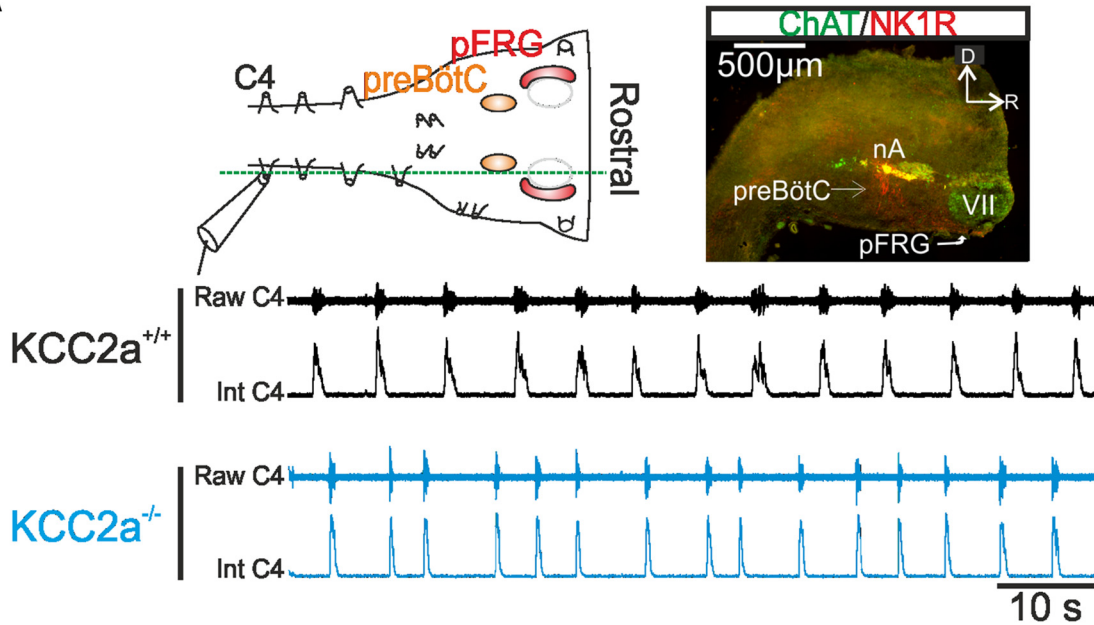 ChAT/NK1R
pFRG
C4
preBötC
Rostral
500µm
D
R
nA
preBötC
VII
pFRG
Raw C4
KCC2a+/+
Int C4
Raw C4
KCC2a-/-
Int C4
10 s